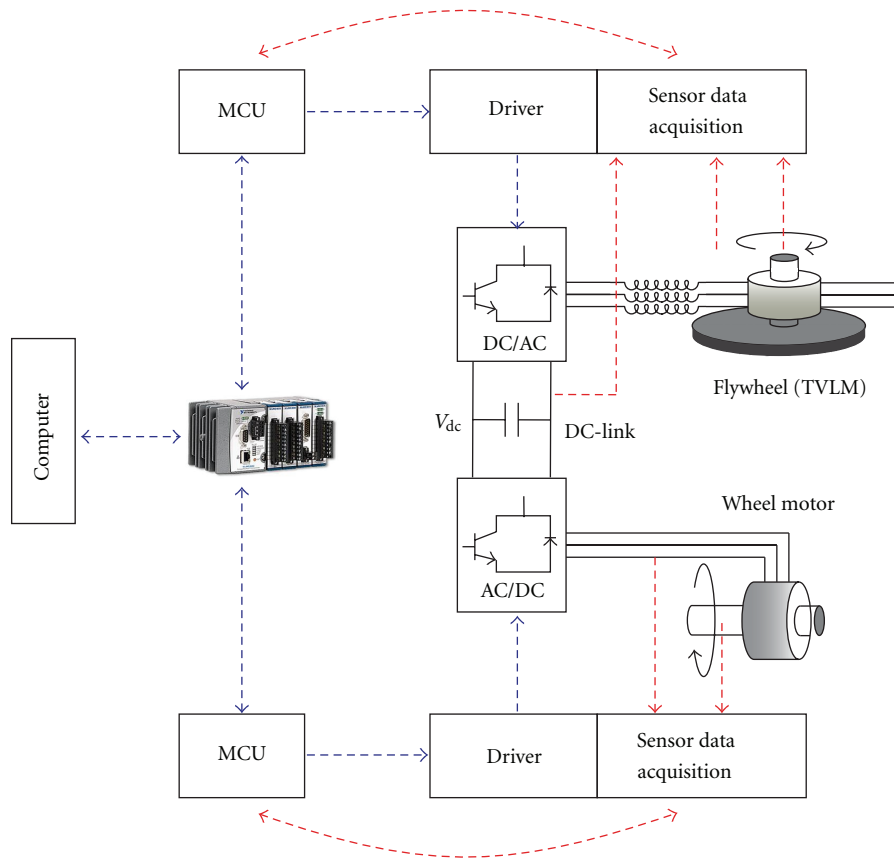 MCU
Driver
Sensor data
acquisition
DC/AC
Flywheel (TVLM)
Computer
Vdc
DC-link
Wheel motor
AC/DC
MCU
Driver
Sensor data
acquisition